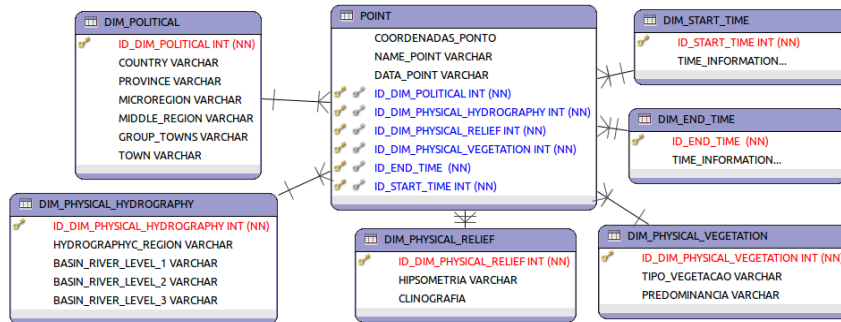 DIM_POLITICAL
ID_DIM_POLITICAL INT (NN)
COUNTRY VARCHAR
PROVINCE VARCHAR
MICROREGION VARCHAR
MIDDLE_REGION VARCHAR
GROUP_TOWNS VARCHAR
TOWN VARCHAR
POINT
COORDENADAS_PONTO
NAME_POINT VARCHAR
DATA_POINT VARCHAR
ID_DIM_POLITICAL INT (NN)
ID_DIM_PHYSICAL_HYDROGRAPHY INT (NN)
ID_DIM_PHYSICAL_RELIEF INT (NN)
ID_DIM_PHYSICAL_VEGETATION INT (NN)
ID_END_TIME (NN)
ID_START_TIME INT (NN)
DIM_START_TIME
ID_START_TIME INT (NN)
TIME_INFORMATION...
DIM_END_TIME
ID_END_TIME (NN)
TIME_INFORMATION...
DIM_PHYSICAL_HYDROGRAPHY
ID_DIM_PHYSICAL_HYDROGRAPHY INT (NN)
HYDROGRAPHYC_REGION VARCHAR
BASIN_RIVER_LEVEL_1 VARCHAR
BASIN_RIVER_LEVEL_2 VARCHAR
BASIN_RIVER_LEVEL_3 VARCHAR
DIM_PHYSICAL_RELIEF
ID_DIM_PHYSICAL_RELIEF INT (NN)
HIPSOMETRIA VARCHAR
CLINOGRAFIA
DIM_PHYSICAL_VEGETATION
ID_DIM_PHYSICAL_VEGETATION INT (NN)
TIPO_VEGETACAO VARCHAR
PREDOMINANCIA VARCHAR